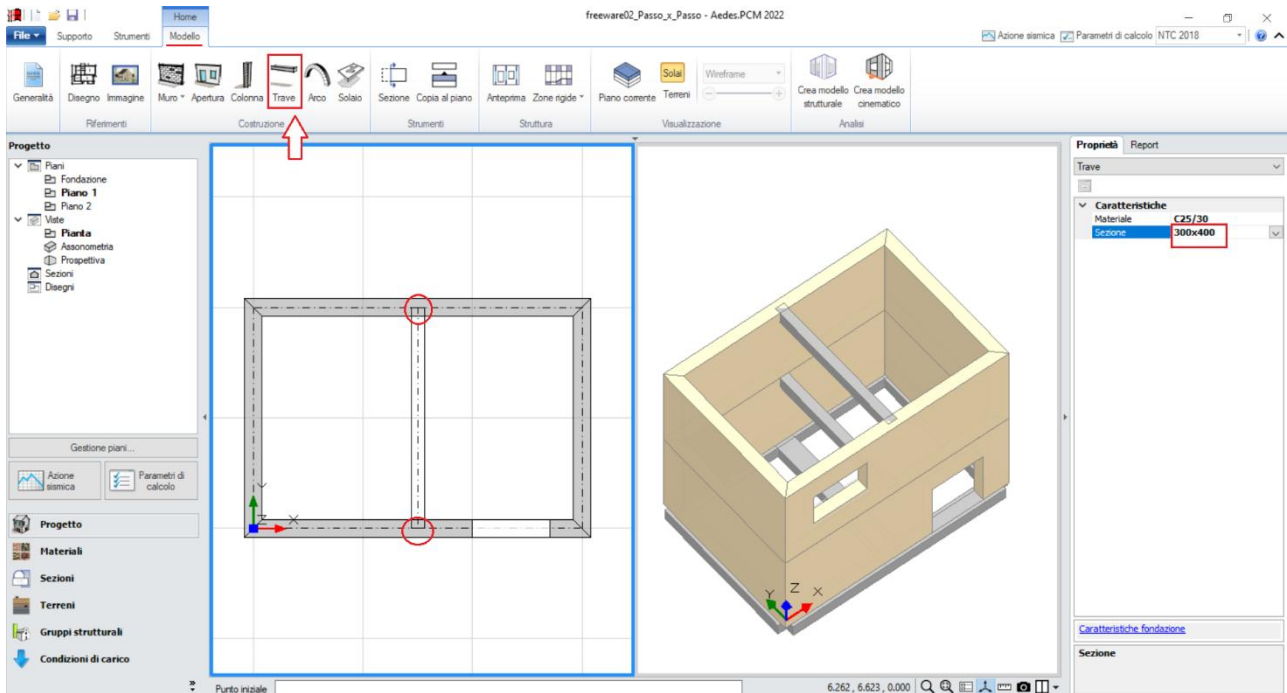 Home
freeware02_Passo_x_Passo - Aedes.PCM 2022
File Supporto Strumenti Modello
Azione sismica Parametri di calcolo NTC 2018
Generalità Disegno Immagine Muro Apertura Colonna Trave Arco Solaio Sezione Copia al piano Anteprima Zone rigide Piano corrente Solai Terreni Wireframe Crea modello strutturale Crea modello cinematico
Riferimenti Costruzione Strumenti Struttura Visualizzazione Analisi
Progetto
Piani
Fondazione
Piano 1
Piano 2
Viste
Pianta
Assonometria
Prospettiva
Sezioni
Disegni
Gestione piani...
Azione sismica
Parametri di calcolo
Progetto
Materiali
Sezioni
Terreni
Gruppi strutturali
Condizioni di carico
Y
Z X
Y Z X
Proprietà Report
Trave
Caratteristiche
Materiale C25/30
Sezione 300x400
Caratteristiche fondazione
Sezione
Punto iniziale
6.262 , 6.623 , 0.000